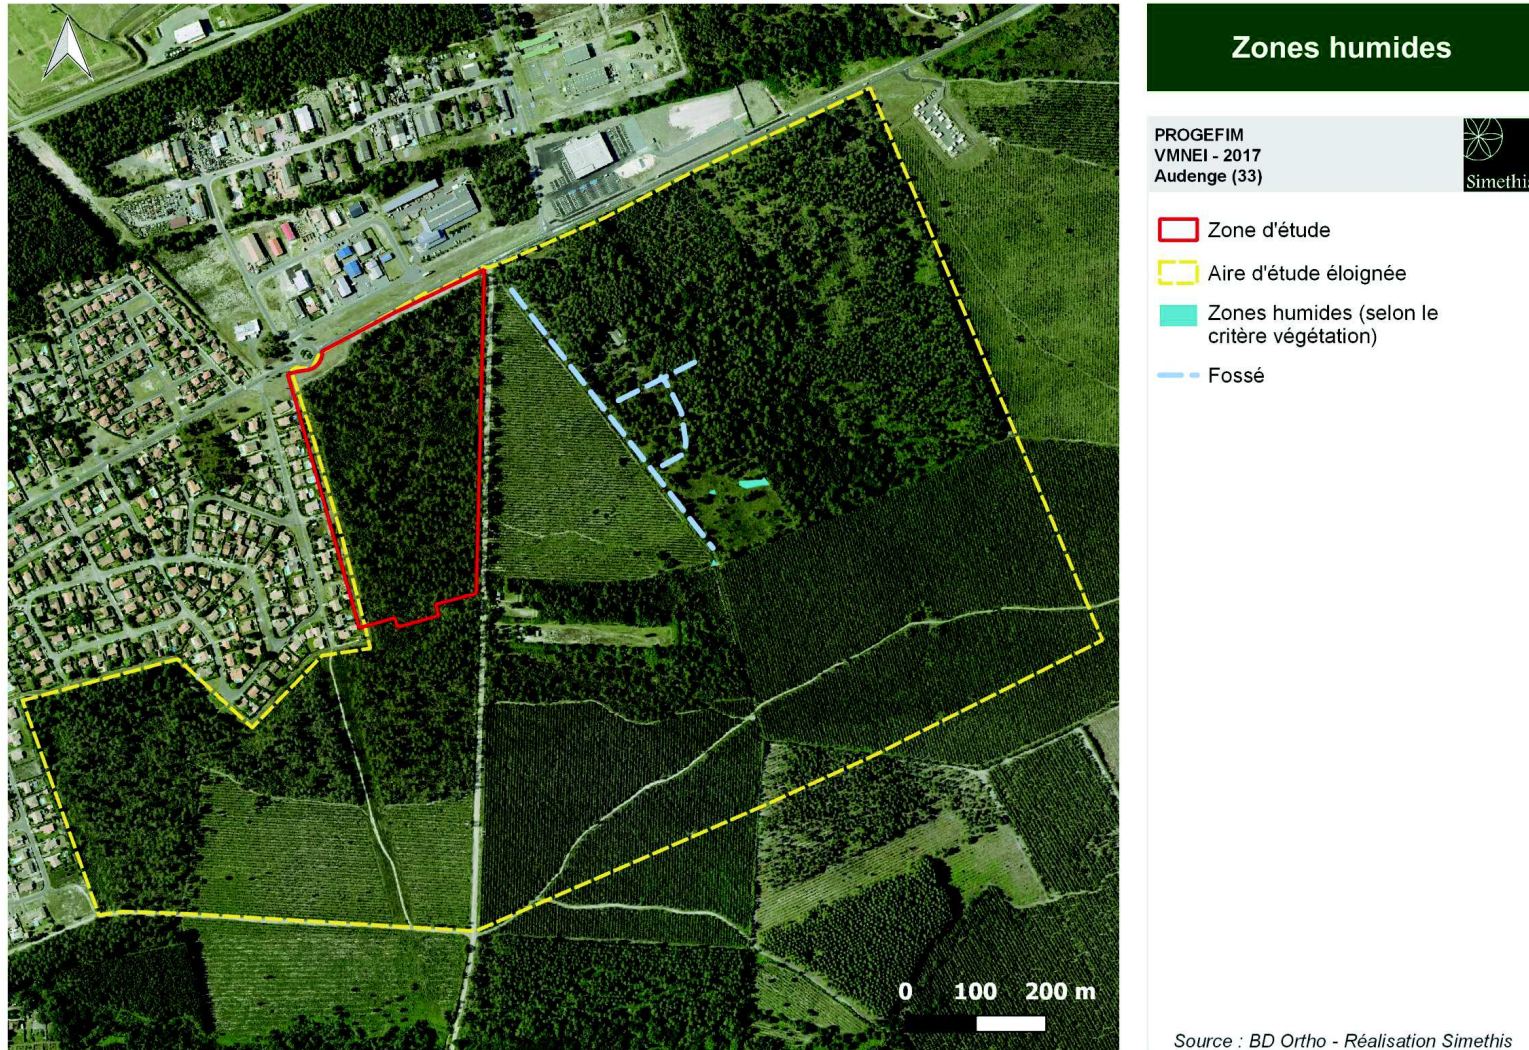 Zones humides
PROGEFIM
VMNEI - 2017
Audenge (33)
Simethis
Zone d'étude
Aire d'étude éloignée
Zones humides (selon le
critère végétation)
Fossé
0 100 200 m
Source : BD Ortho - Réalisation Simethis